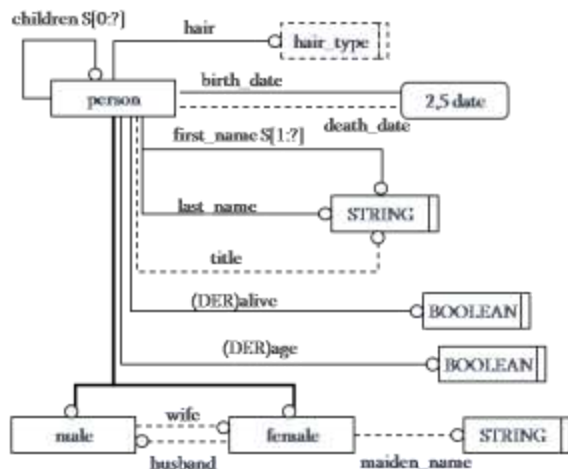 children S[0:?]
hair
hair_type
person
birth_date
2,5 date
death_date
first_name S[1:?]
last_name
STRING
title
(DER)alive
BOOLEAN
(DER)age
BOOLEAN
male
wife
husband
female
maiden_name
STRING